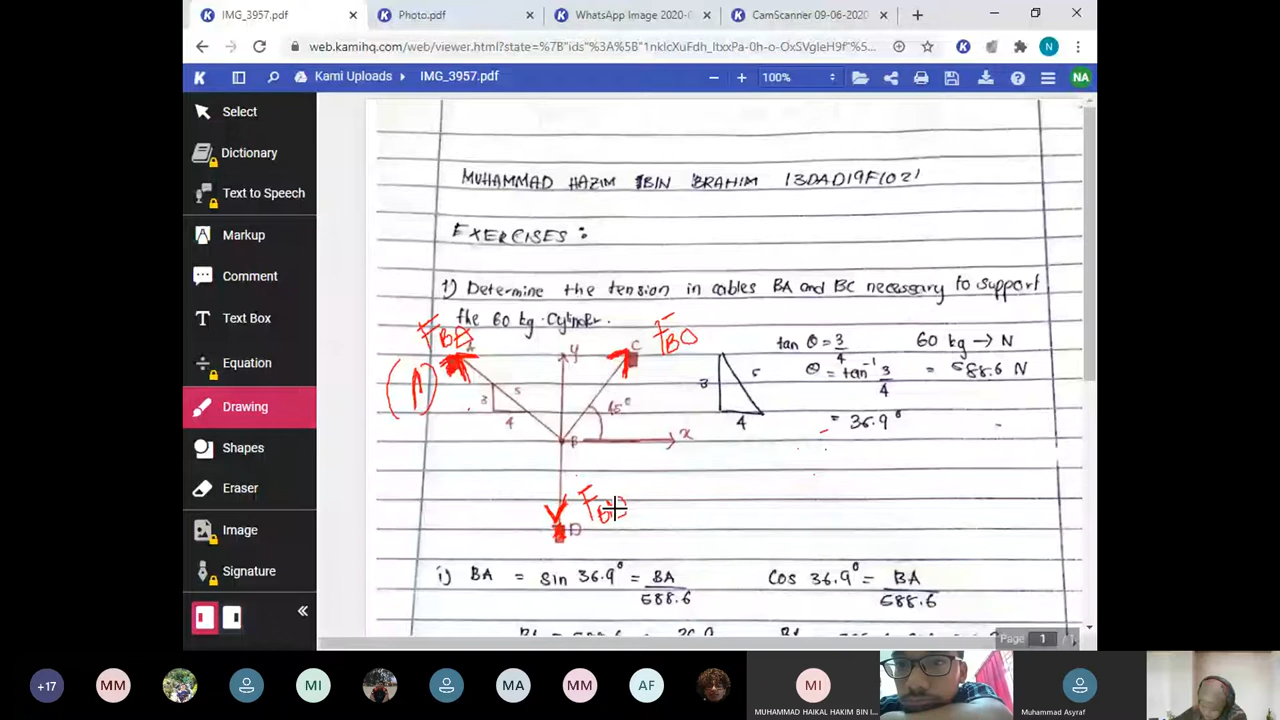 IMG_3957.pdf
Photo.pdf
WhatsApp Image 2020-0
CamScanner 09-06-2020
web.kamihq.com/web/viewer.html?state=%7B"ids"%3A%5B"1nklcXuFdh_ltxxPa-0h-o-OxSVgleH9f"%5...
N
K
Kami Uploads
IMG_3957.pdf
100%
NA
Select
Dictionary
Text to Speech
Markup
Comment
Text Box
Equation
Drawing
Shapes
Eraser
Image
Signature
MUHAMMAD HAZIM BIN IBRAHIM 13DAD19F1021
EXERCISES :
1) Determine the tension in cables BA and BC necessary to support
the 60 kg Cylinder.
FBA
A
(N)
y
C
3
5
4
45°
B
x
D
3
5
4
tan θ = 3/4
θ = tan⁻¹ 3/4
= 36.9°
60 kg → N
= 588.6 N
i) BA = Sin 36.9° = BA/588.6
Cos 36.9° = BA/588.6
Page 1 / 1
+17
MM
MI
MA
MM
AF
MI
MUHAMMAD HAIKAL HAKIM BIN I...
Muhammad Asyraf